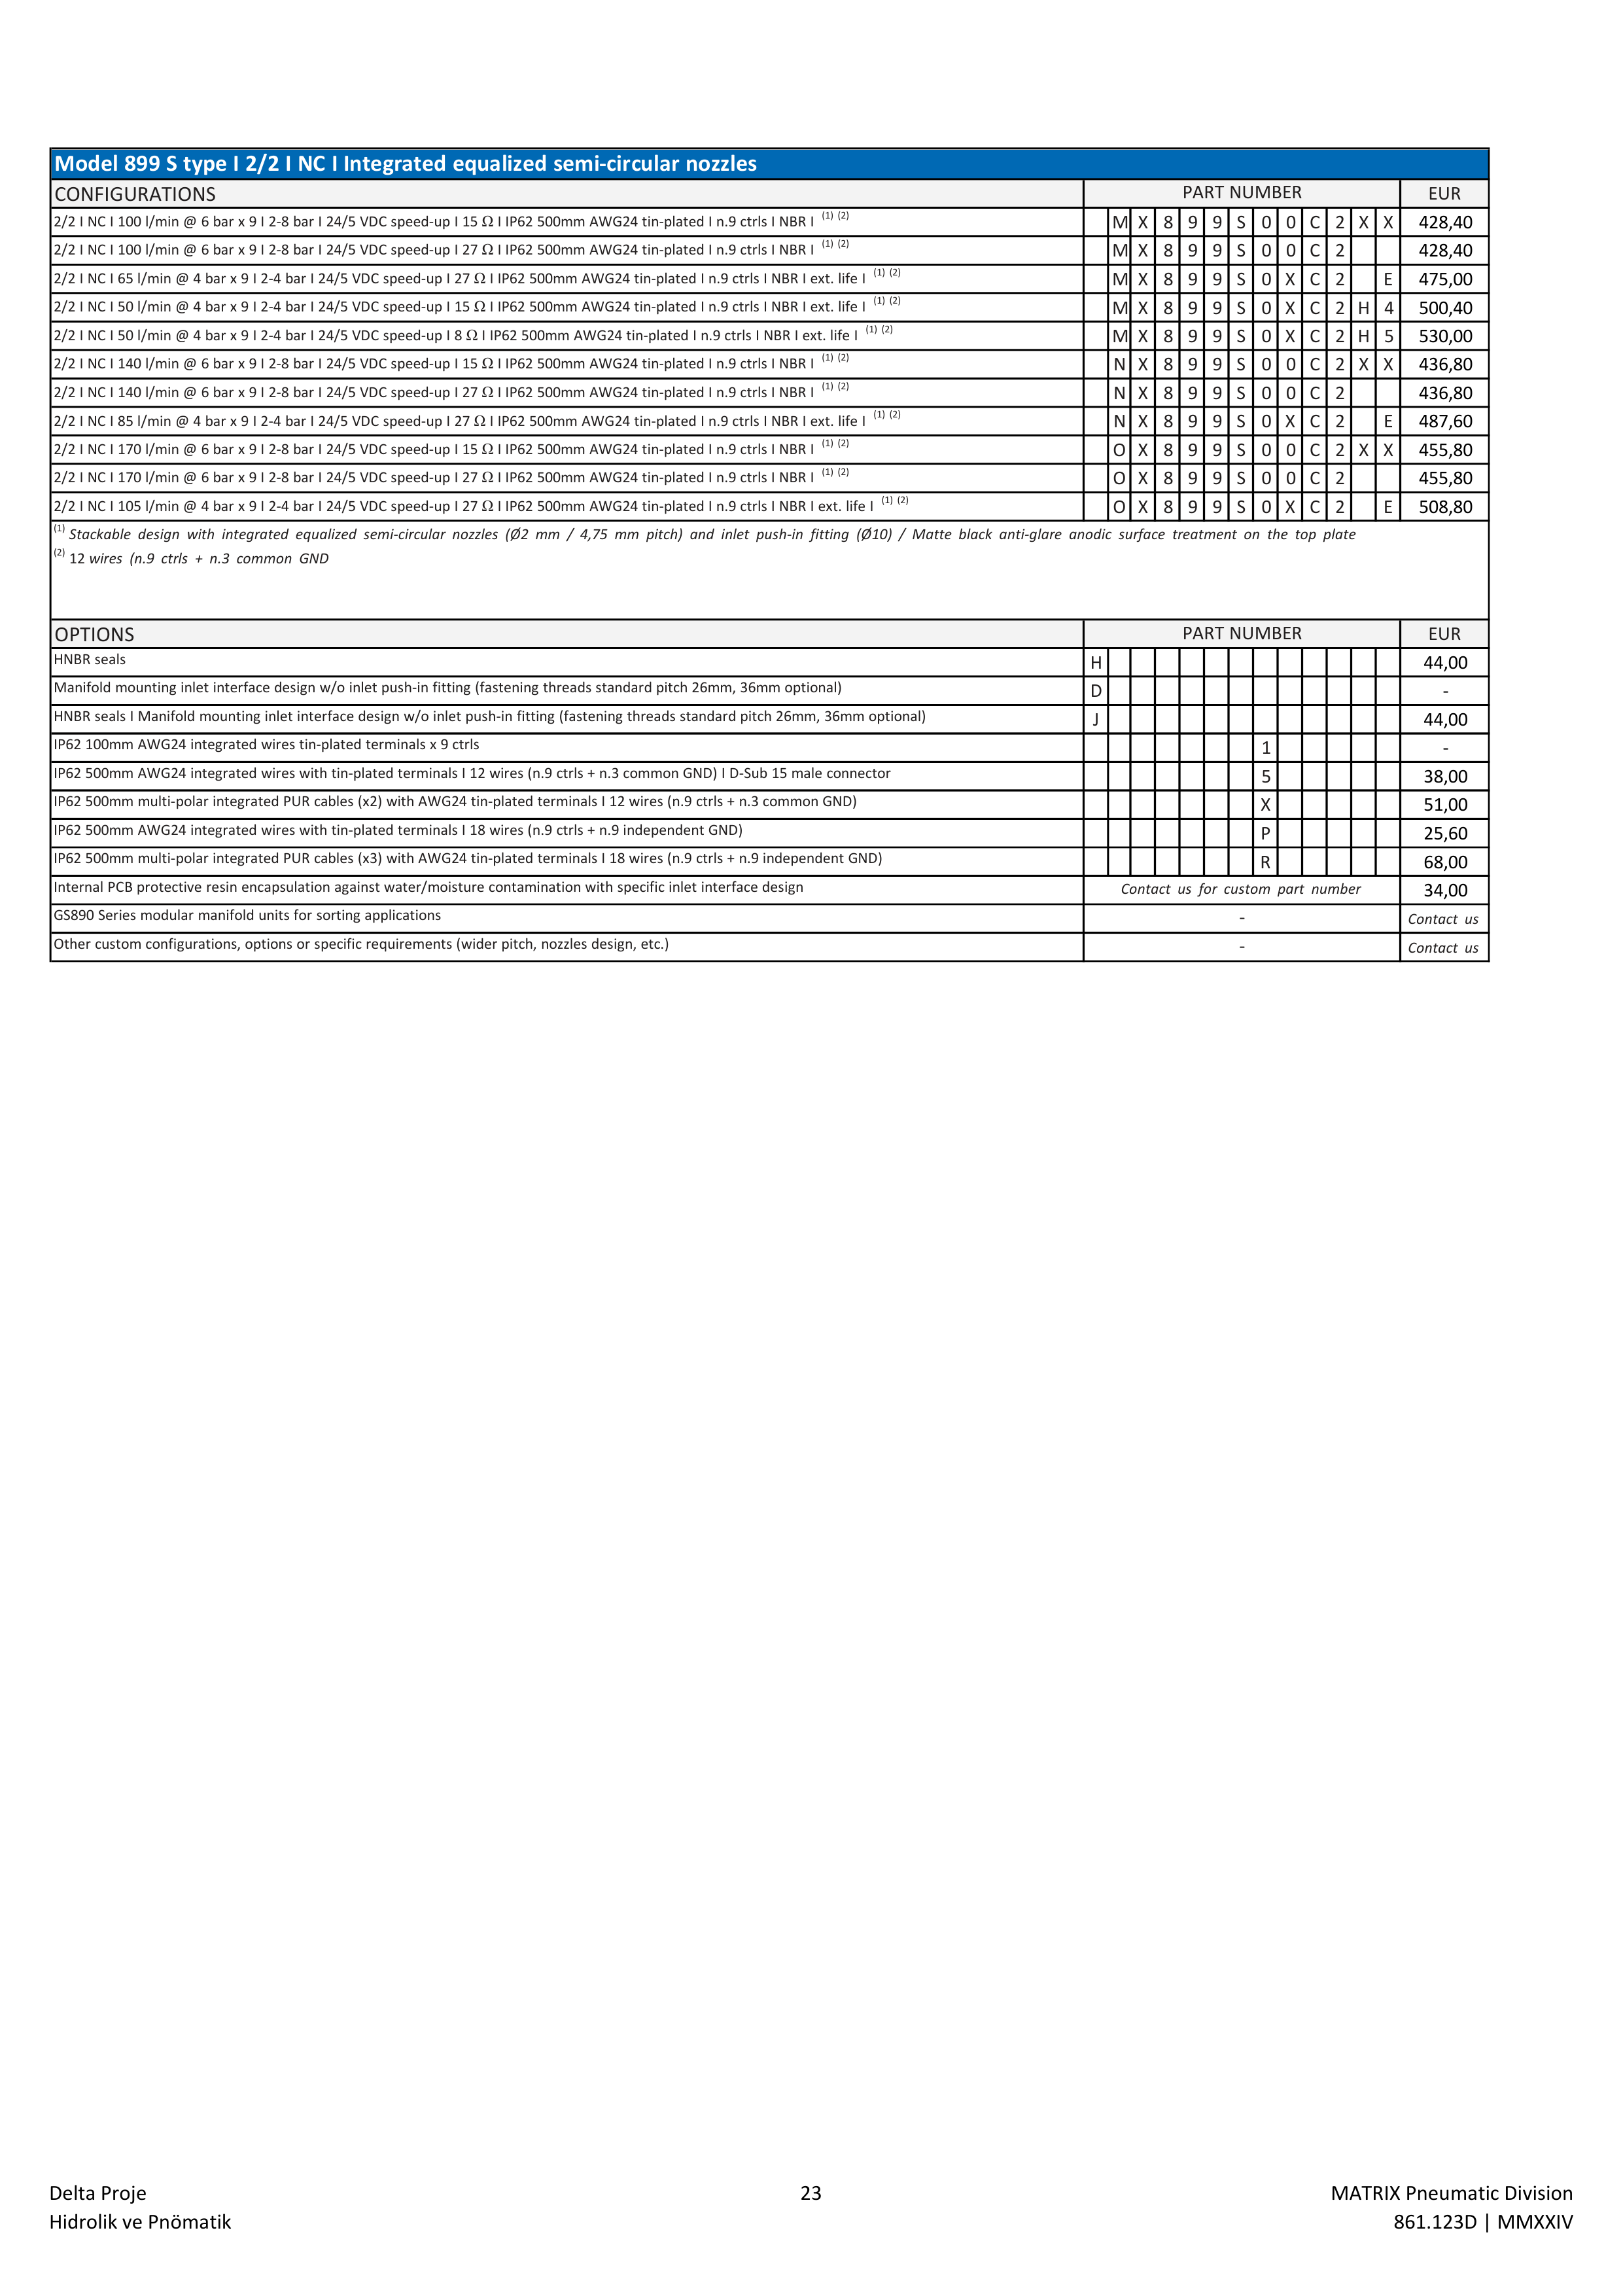 Model 899 S type I 2/2 I NC I Integrated equalized semi-circular nozzles
CONFIGURATIONS PART NUMBER EUR
2/2 I NC I 100 l/min @ 6 bar x 9 I 2-8 bar I 24/5 VDC speed-up I 15 Ω I IP62 500mm AWG24 tin-plated I n.9 ctrls I NBR I (1) (2) M X 8 9 9 S 0 0 C 2 X X 428,40
2/2 I NC I 100 l/min @ 6 bar x 9 I 2-8 bar I 24/5 VDC speed-up I 27 Ω I IP62 500mm AWG24 tin-plated I n.9 ctrls I NBR I (1) (2) M X 8 9 9 S 0 0 C 2 428,40
2/2 I NC I 65 l/min @ 4 bar x 9 I 2-4 bar I 24/5 VDC speed-up I 27 Ω I IP62 500mm AWG24 tin-plated I n.9 ctrls I NBR I ext. life I (1) (2) M X 8 9 9 S 0 X C 2 E 475,00
2/2 I NC I 50 l/min @ 4 bar x 9 I 2-4 bar I 24/5 VDC speed-up I 15 Ω I IP62 500mm AWG24 tin-plated I n.9 ctrls I NBR I ext. life I (1) (2) M X 8 9 9 S 0 X C 2 H 4 500,40
2/2 I NC I 50 l/min @ 4 bar x 9 I 2-4 bar I 24/5 VDC speed-up I 8 Ω I IP62 500mm AWG24 tin-plated I n.9 ctrls I NBR I ext. life I (1) (2) M X 8 9 9 S 0 X C 2 H 5 530,00
2/2 I NC I 140 l/min @ 6 bar x 9 I 2-8 bar I 24/5 VDC speed-up I 15 Ω I IP62 500mm AWG24 tin-plated I n.9 ctrls I NBR I (1) (2) N X 8 9 9 S 0 0 C 2 X X 436,80
2/2 I NC I 140 l/min @ 6 bar x 9 I 2-8 bar I 24/5 VDC speed-up I 27 Ω I IP62 500mm AWG24 tin-plated I n.9 ctrls I NBR I (1) (2) N X 8 9 9 S 0 0 C 2 436,80
2/2 I NC I 85 l/min @ 4 bar x 9 I 2-4 bar I 24/5 VDC speed-up I 27 Ω I IP62 500mm AWG24 tin-plated I n.9 ctrls I NBR I ext. life I (1) (2) N X 8 9 9 S 0 X C 2 E 487,60
2/2 I NC I 170 l/min @ 6 bar x 9 I 2-8 bar I 24/5 VDC speed-up I 15 Ω I IP62 500mm AWG24 tin-plated I n.9 ctrls I NBR I (1) (2) O X 8 9 9 S 0 0 C 2 X X 455,80
2/2 I NC I 170 l/min @ 6 bar x 9 I 2-8 bar I 24/5 VDC speed-up I 27 Ω I IP62 500mm AWG24 tin-plated I n.9 ctrls I NBR I (1) (2) O X 8 9 9 S 0 0 C 2 455,80
2/2 I NC I 105 l/min @ 4 bar x 9 I 2-4 bar I 24/5 VDC speed-up I 27 Ω I IP62 500mm AWG24 tin-plated I n.9 ctrls I NBR I ext. life I (1) (2) O X 8 9 9 S 0 X C 2 E 508,80
(1) Stackable design with integrated equalized semi-circular nozzles (Ø2 mm / 4,75 mm pitch) and inlet push-in fitting (Ø10) / Matte black anti-glare anodic surface treatment on the top plate
(2) 12 wires (n.9 ctrls + n.3 common GND
OPTIONS PART NUMBER EUR
HNBR seals H 44,00
Manifold mounting inlet interface design w/o inlet push-in fitting (fastening threads standard pitch 26mm, 36mm optional) D -
HNBR seals I Manifold mounting inlet interface design w/o inlet push-in fitting (fastening threads standard pitch 26mm, 36mm optional) J 44,00
IP62 100mm AWG24 integrated wires tin-plated terminals x 9 ctrls 1 -
IP62 500mm AWG24 integrated wires with tin-plated terminals I 12 wires (n.9 ctrls + n.3 common GND) I D-Sub 15 male connector 5 38,00
IP62 500mm multi-polar integrated PUR cables (x2) with AWG24 tin-plated terminals I 12 wires (n.9 ctrls + n.3 common GND) X 51,00
IP62 500mm AWG24 integrated wires with tin-plated terminals I 18 wires (n.9 ctrls + n.9 independent GND) P 25,60
IP62 500mm multi-polar integrated PUR cables (x3) with AWG24 tin-plated terminals I 18 wires (n.9 ctrls + n.9 independent GND) R 68,00
Internal PCB protective resin encapsulation against water/moisture contamination with specific inlet interface design Contact us for custom part number 34,00
GS890 Series modular manifold units for sorting applications - Contact us
Other custom configurations, options or specific requirements (wider pitch, nozzles design, etc.) - Contact us
Delta Proje 23 MATRIX Pneumatic Division
Hidrolik ve Pnömatik 861.123D | MMXXIV